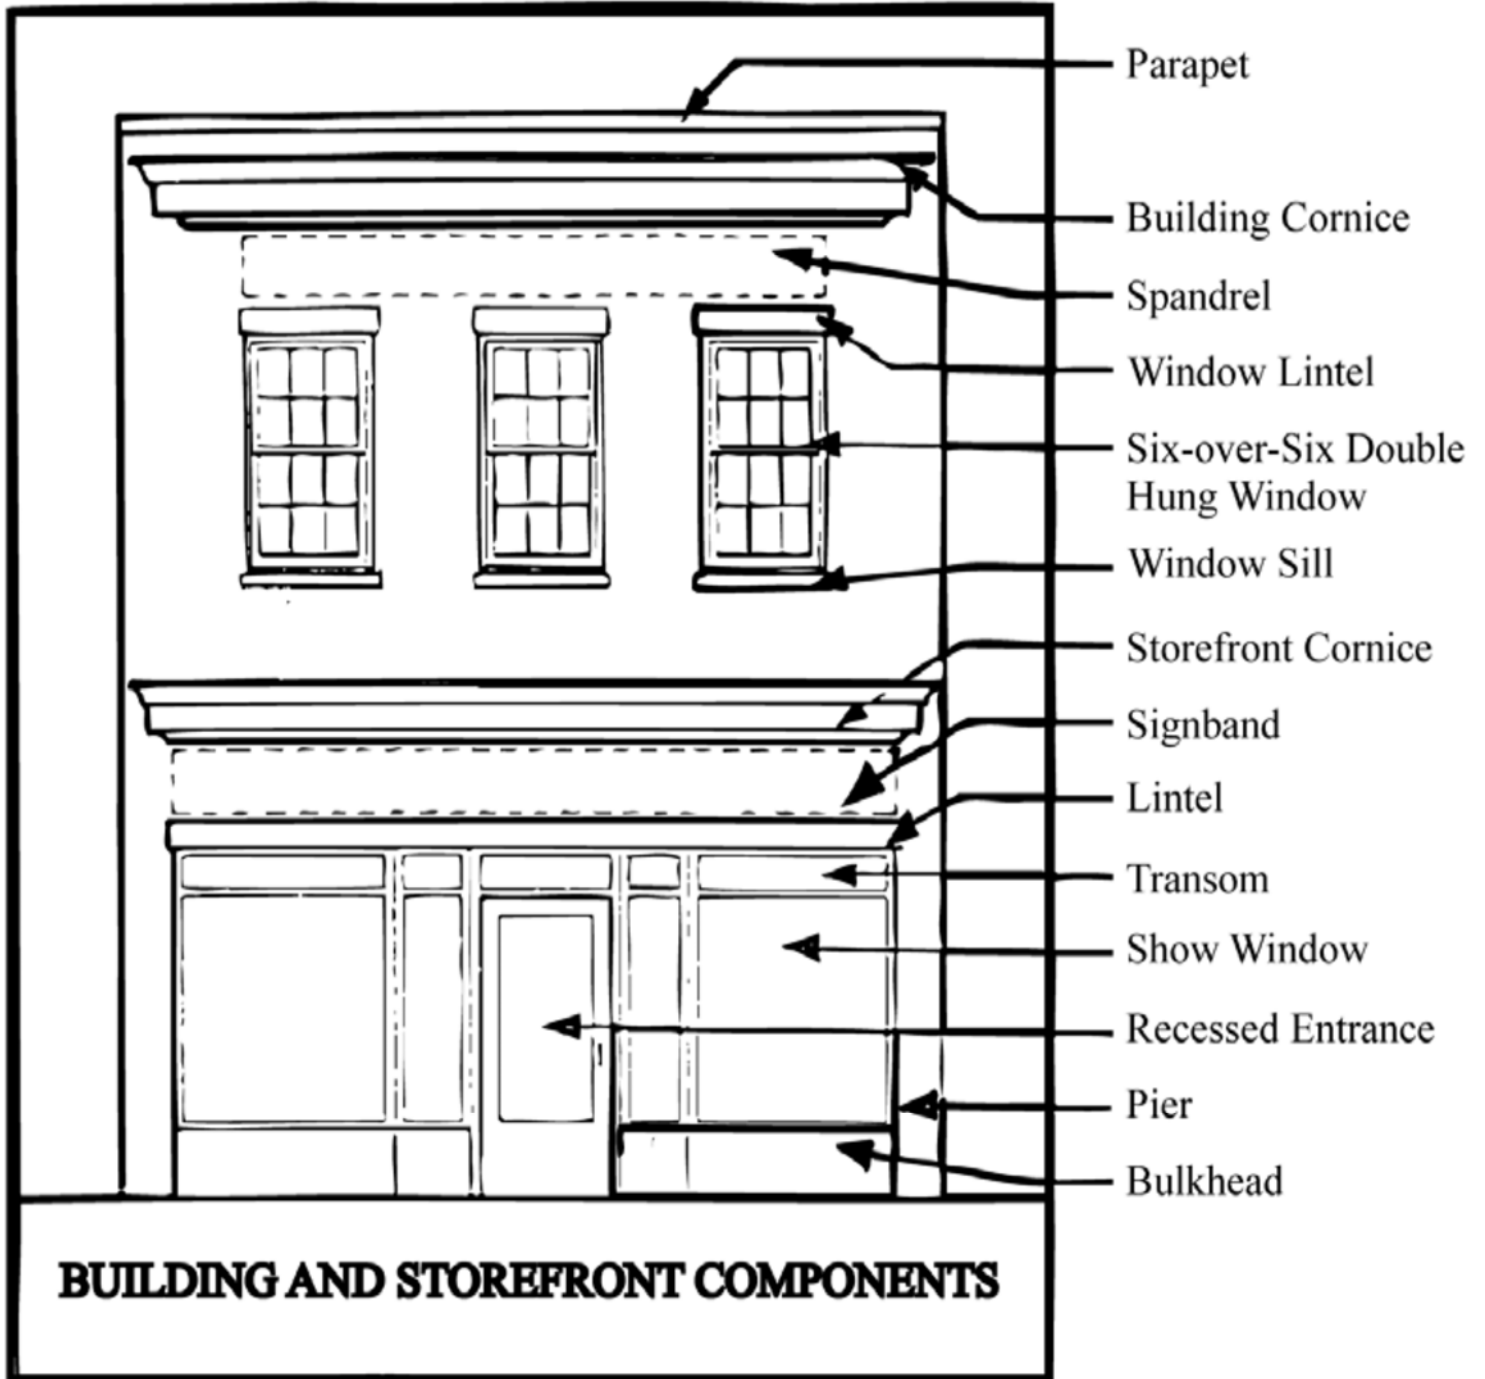 Parapet
Building Cornice
Spandrel
Window Lintel
Six-over-Six Double
Hung Window
Window Sill
Storefront Cornice
Signband
Lintel
Transom
Show Window
Recessed Entrance
Pier
Bulkhead
BUILDING AND STOREFRONT COMPONENTS